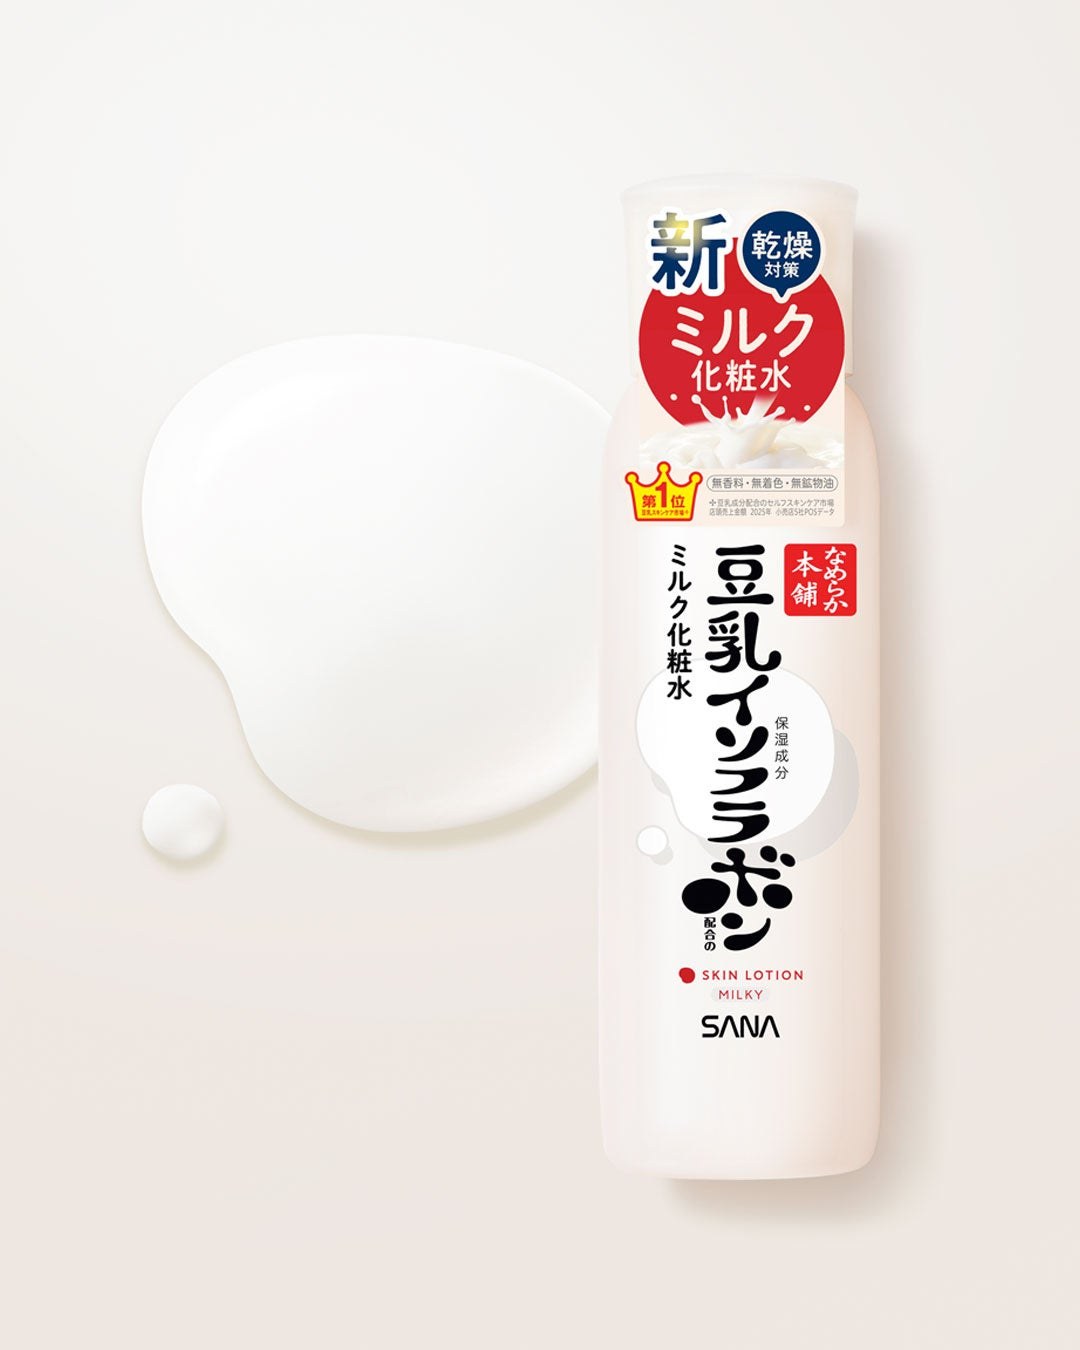 新
乾燥
対策
ミルク
化粧水
第1位
豆乳スキンケア市場※
無香料・無着色・無鉱物油
※豆乳成分配合のセルフスキンケア市場
店頭売上金額 2025年 小売店5社POSデータ
なめらか
本舗
豆乳イソフラボン
保湿成分
配合の
ミルク化粧水
SKIN LOTION
MILKY
SANA